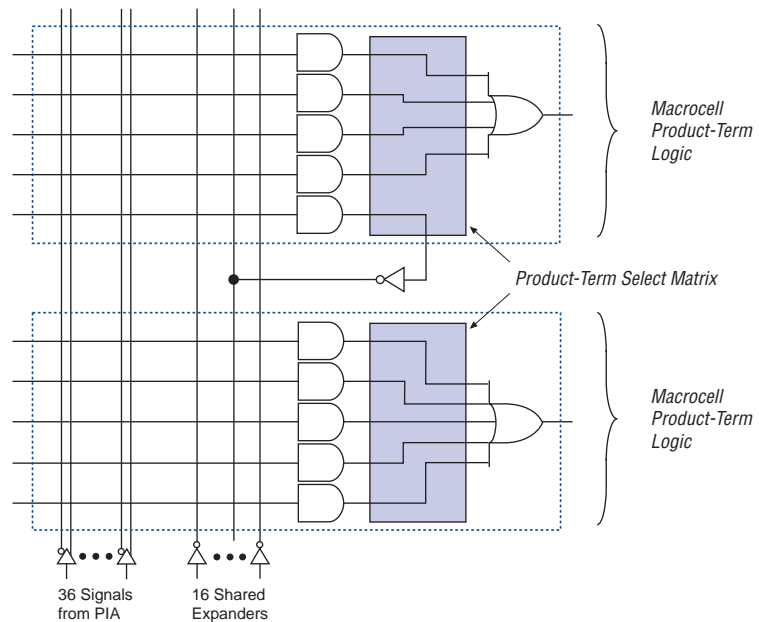 Macrocell
Product-Term
Logic
Product-Term Select Matrix
Macrocell
Product-Term
Logic
36 Signals
from PIA
16 Shared
Expanders